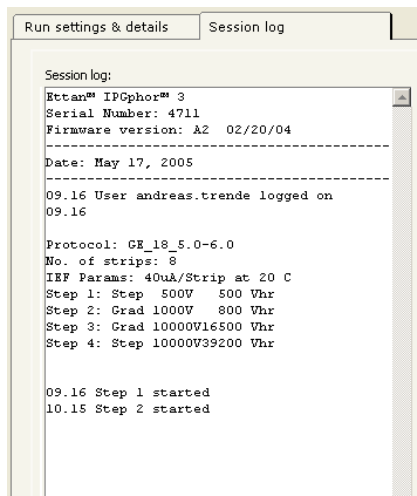 Run settings & details
Session log
Session log:
Ettan™ IPGphor™ 3
Serial Number: 4711
Firmware version: A2 02/20/04
------------------------------------------
Date: May 17, 2005
------------------------------------------
09.16 User andreas.trende logged on
09.16
Protocol: GE_18_5.0-6.0
No. of strips: 8
IEF Params: 40uA/Strip at 20 C
Step 1: Step 500V 500 Vhr
Step 2: Grad 1000V 800 Vhr
Step 3: Grad 10000V16500 Vhr
Step 4: Step 10000V39200 Vhr
09.16 Step 1 started
10.15 Step 2 started